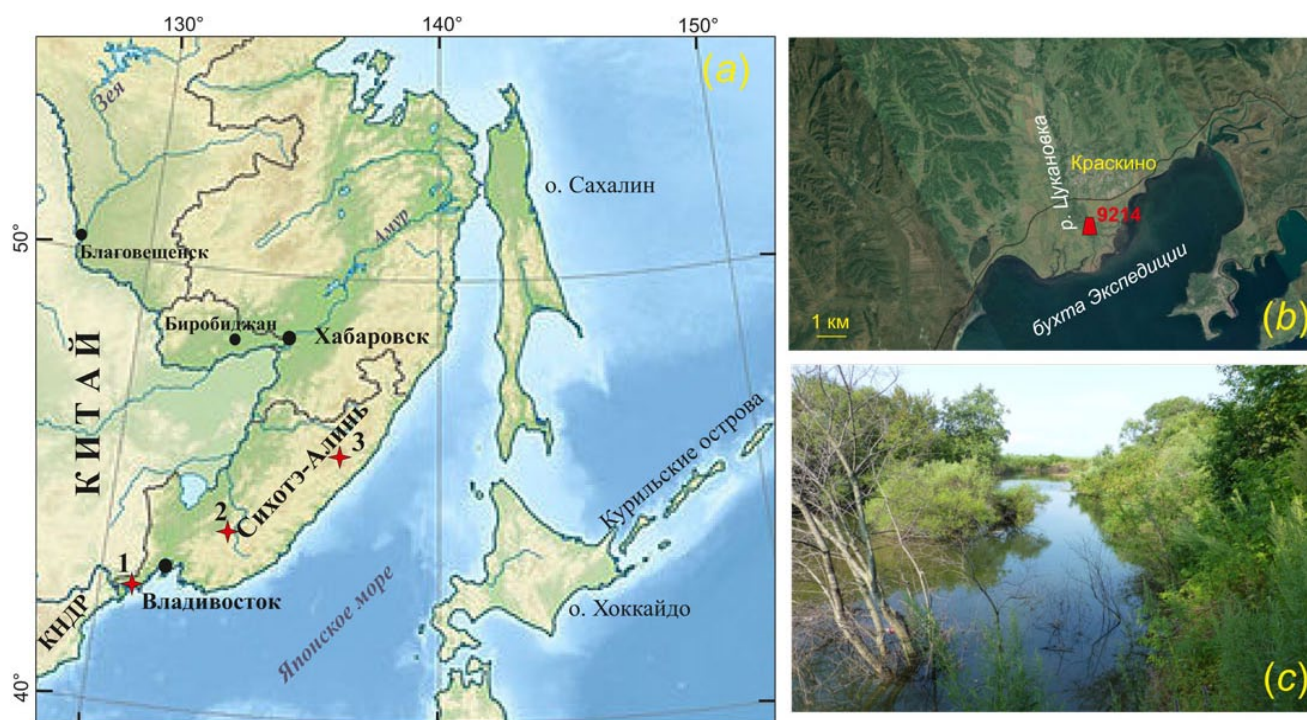 130°
140°
150°
(a)
Зея
о. Сахалин
Амур
50°
Благовещенск
Биробиджан
Хабаровск
КИТАЙ
Сихотэ-Алинь
3
2
Курильские острова
1
Владивосток
КНДР
Японское море
о. Хоккайдо
40°
р. Цукановка
Краскино
9214
бухта Экспедиции
1 км
(b)
(c)